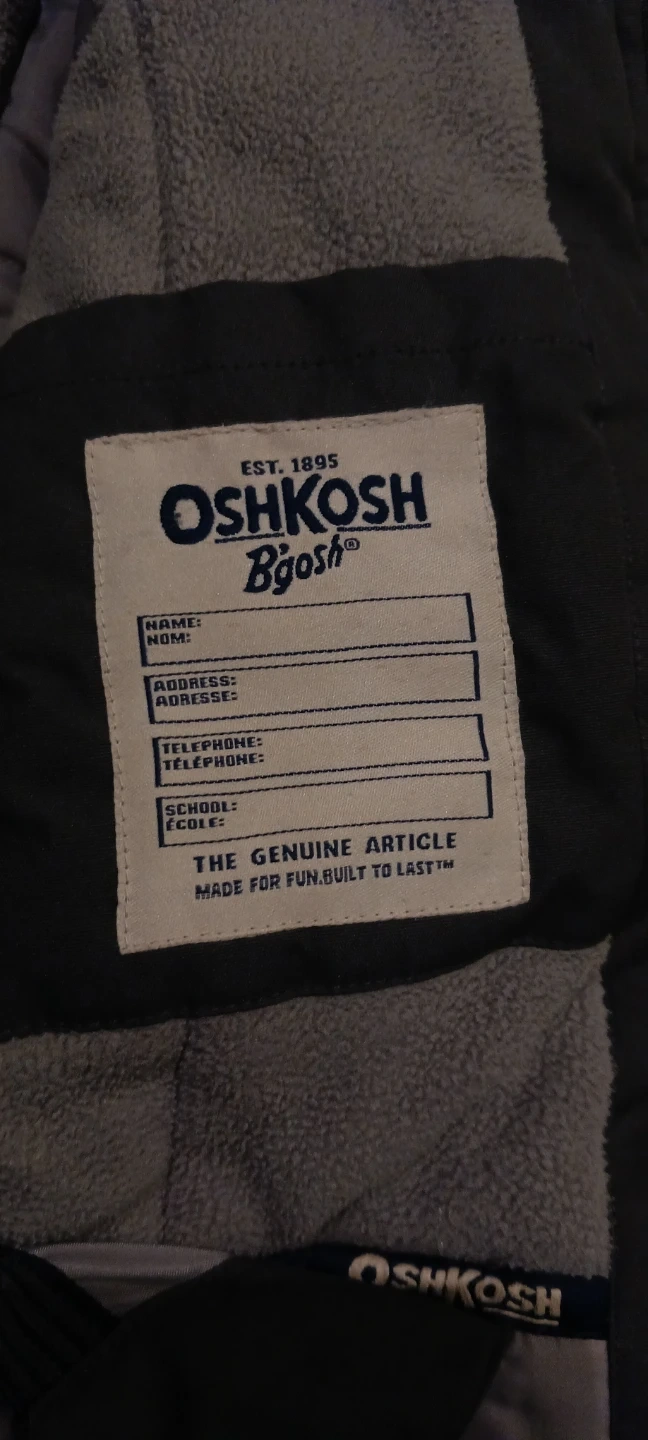 EST. 1895
OSHKOSH
B'gosh®
NAME:
NOM:
ADDRESS:
ADRESSE:
TELEPHONE:
TÉLÉPHONE:
SCHOOL:
ÉCOLE:
THE GENUINE ARTICLE
MADE FOR FUN.BUILT TO LAST™
OSHKOSH